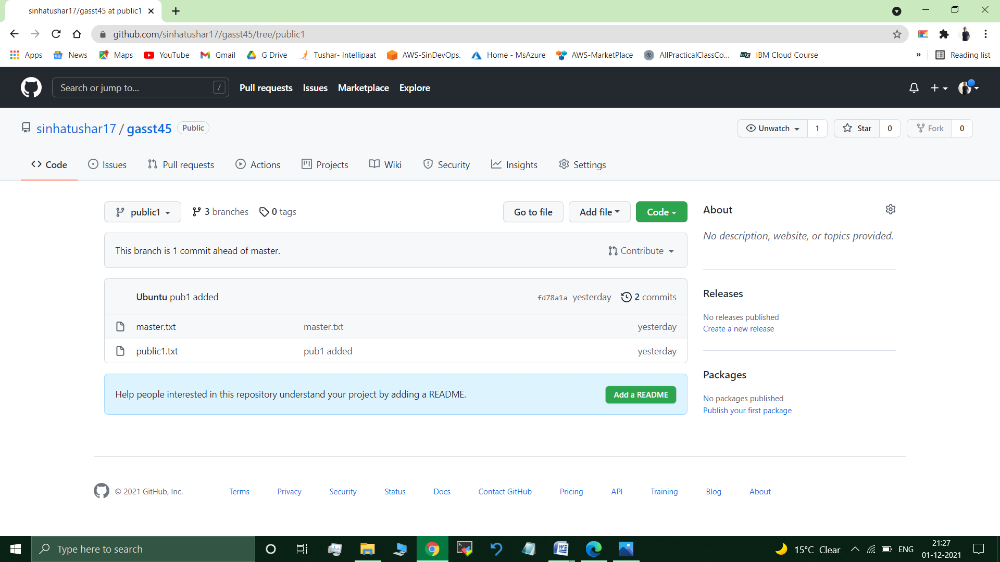 sinhatushar17/gasst45 at public1
github.com/sinhatushar17/gasst45/tree/public1
Apps News Maps YouTube Gmail G Drive Tushar- Intellipaat AWS-SinDevOps. Home - MsAzure AWS-MarketPlace AllPracticalClassCo... edX IBM Cloud Course » Reading list
Search or jump to... / Pull requests Issues Marketplace Explore
sinhatushar17 / gasst45 Public Unwatch 1 Star 0 Fork 0
Code Issues Pull requests Actions Projects Wiki Security Insights Settings
public1 3 branches 0 tags Go to file Add file Code
This branch is 1 commit ahead of master. Contribute
Ubuntu pub1 added fd78a1a yesterday 2 commits
master.txt master.txt yesterday
public1.txt pub1 added yesterday
Help people interested in this repository understand your project by adding a README. Add a README
About
No description, website, or topics provided.
Releases
No releases published
Create a new release
Packages
No packages published
Publish your first package
© 2021 GitHub, Inc. Terms Privacy Security Status Docs Contact GitHub Pricing API Training Blog About
Type here to search 15°C Clear ENG 21:27
01-12-2021